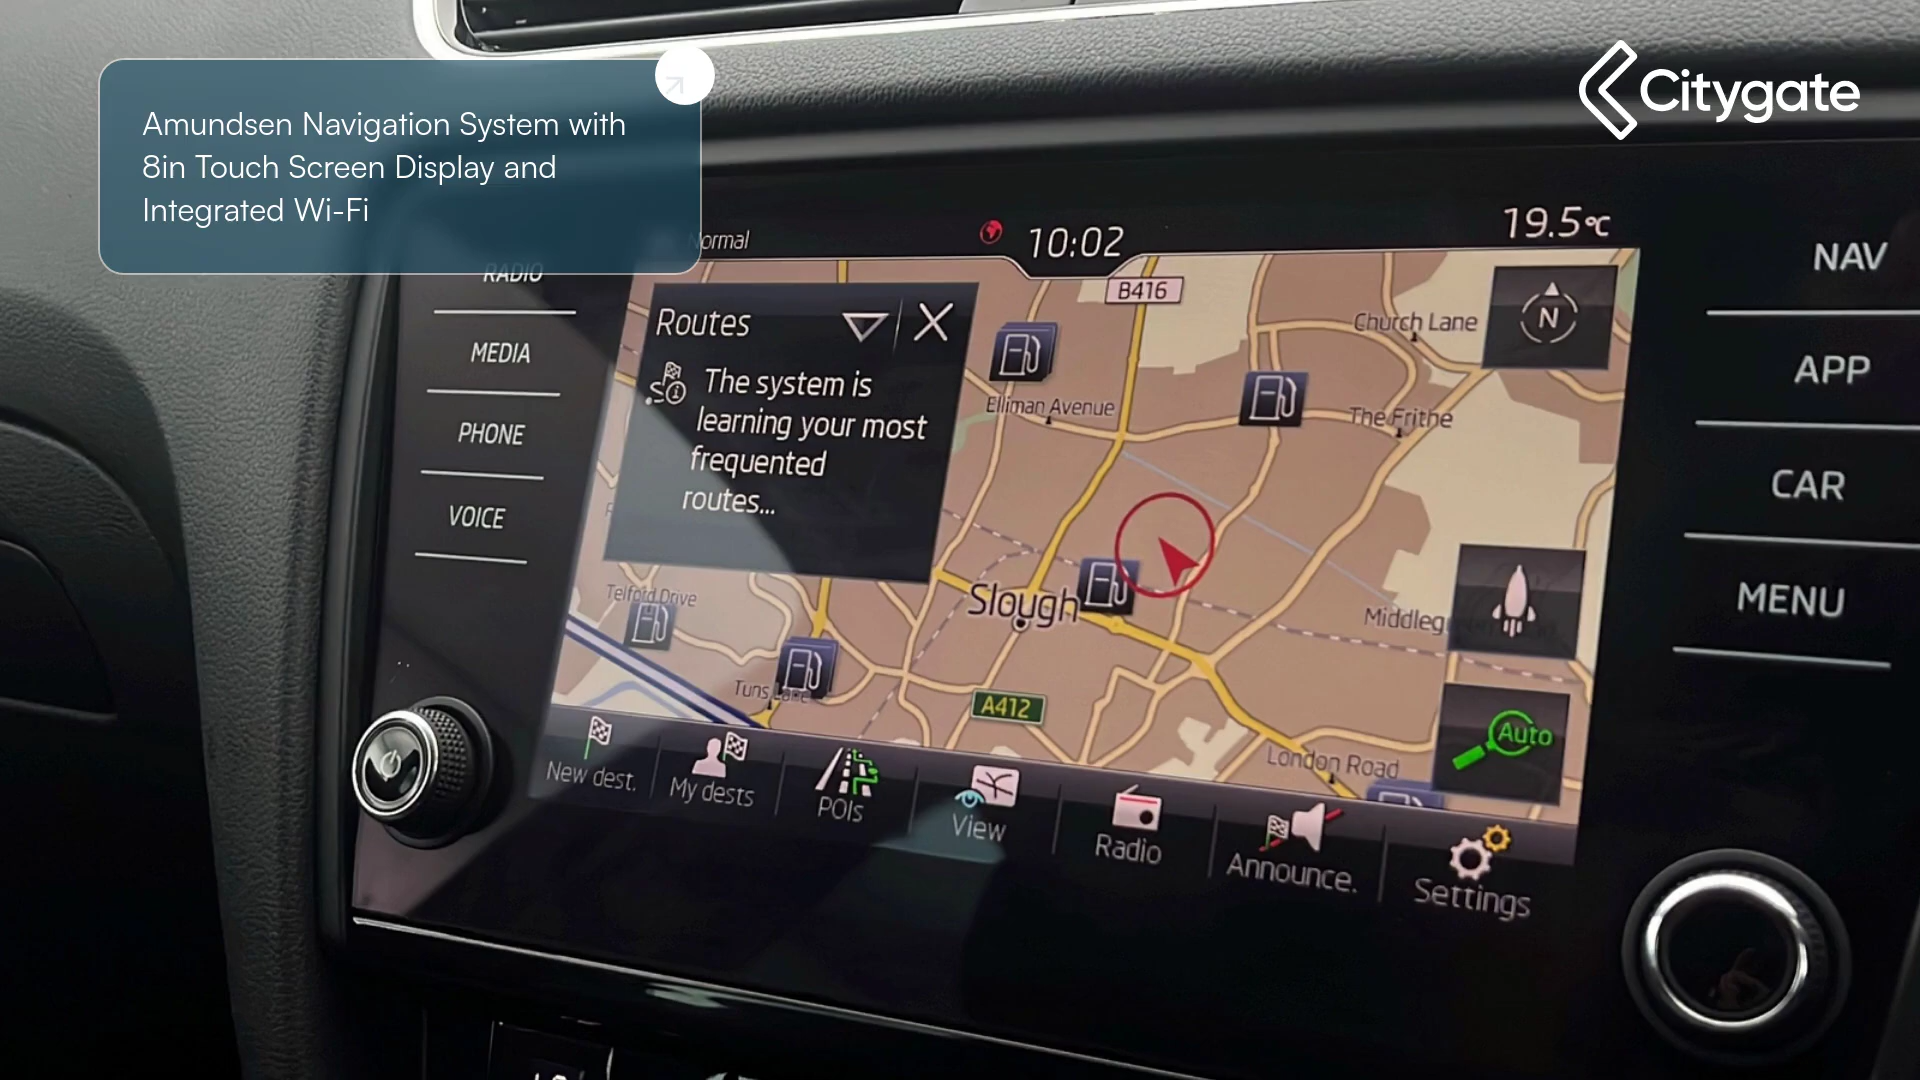 Amundsen Navigation System with
8in Touch Screen Display and
Integrated Wi-Fi
Citygate
10:02
19.5°C
RADIO
MEDIA
PHONE
VOICE
Routes
The system is
learning your most
frequented
routes...
B416
Church Lane
N
Elliman Avenue
The Frithe
Slough
Telford Drive
Tuns Lane
A412
London Road
Auto
New dest.
My dests
POIs
View
Radio
Announce.
Settings
NAV
APP
CAR
MENU